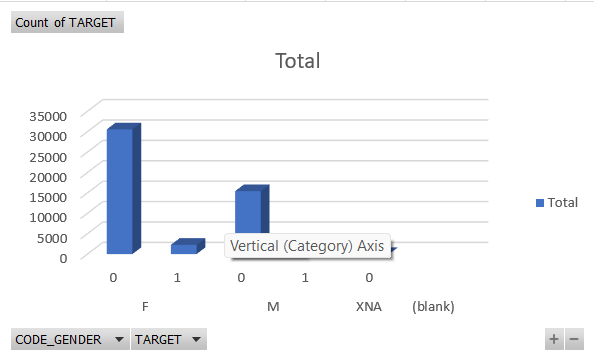 Count of TARGET
Total
35000
30000
25000
20000
15000
10000
5000
0
Total
Vertical (Category) Axis
0 1 0 1 0
F M XNA (blank)
CODE_GENDER TARGET + −